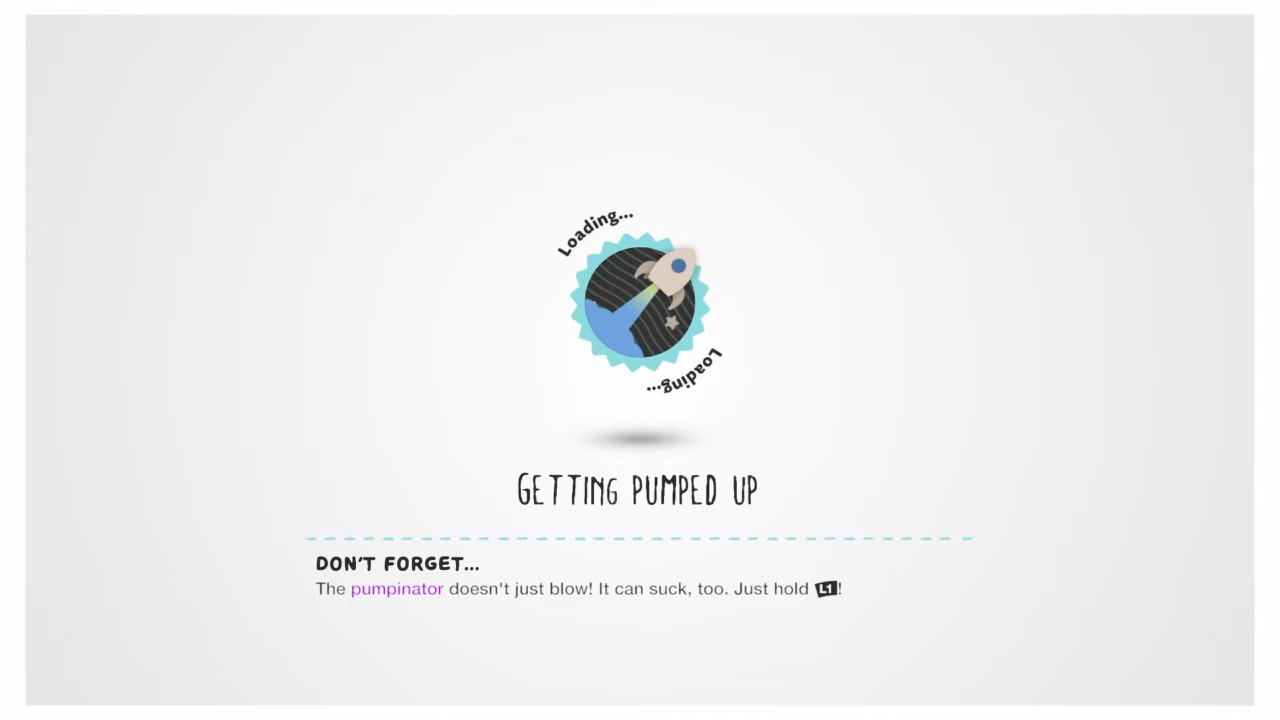 Loading...
Loading...
GETTING PUMPED UP
DON'T FORGET...
The pumpinator doesn't just blow! It can suck, too. Just hold L1!